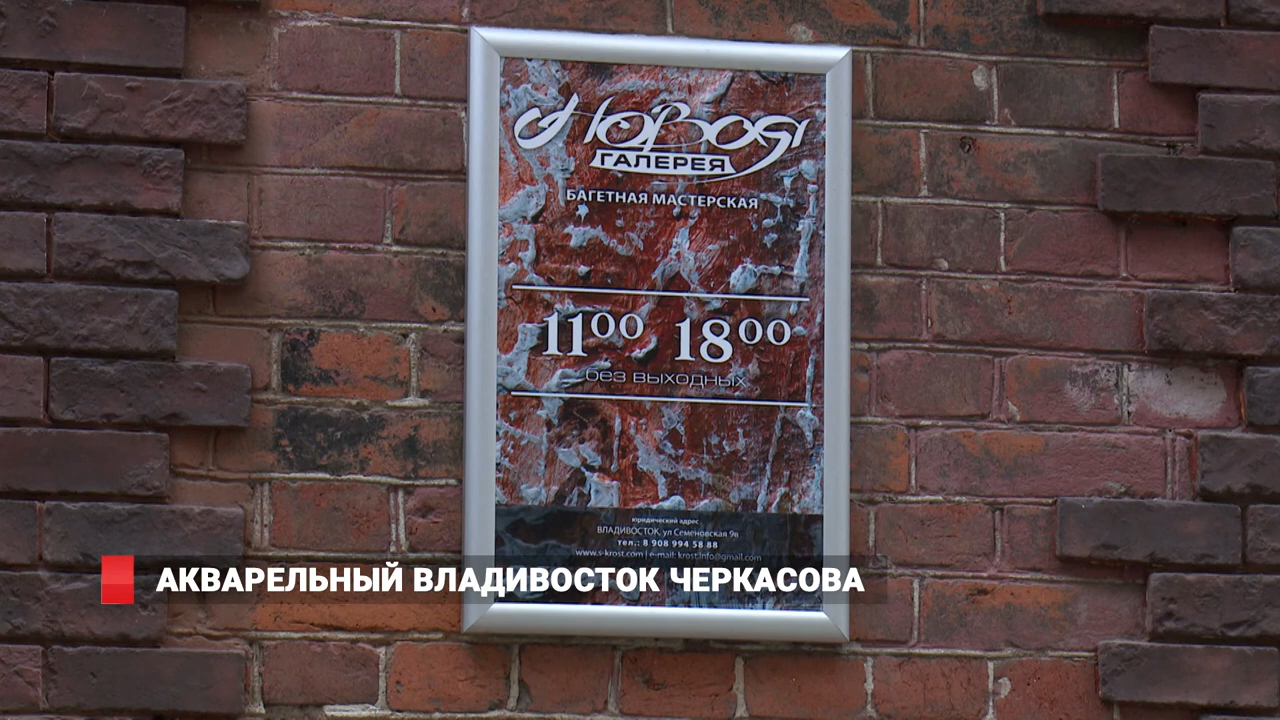 Новая
ГАЛЕРЕЯ
БАГЕТНАЯ МАСТЕРСКАЯ
11⁰⁰ 18⁰⁰
без выходных
юридический адрес
ВЛАДИВОСТОК, ул Семеновская 9в
тел.: 8 908 994 58 88
www.s-krost.com | e-mail: krost.info@gmail.com
АКВАРЕЛЬНЫЙ ВЛАДИВОСТОК ЧЕРКАСОВА